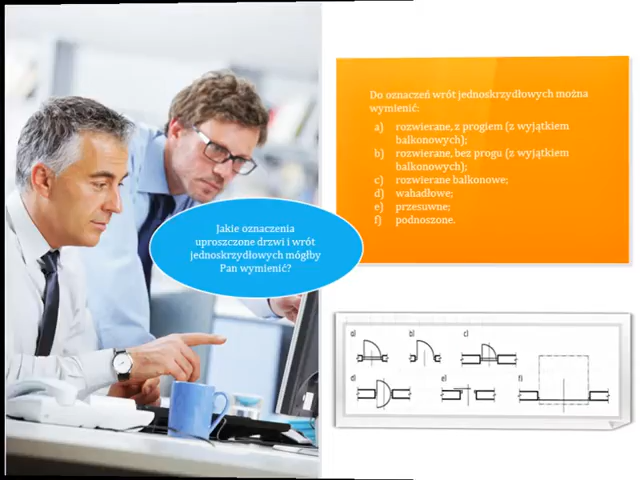 Jakie oznaczenia
uproszczone drzwi i wrót
jednoskrzydłowych mógłby
Pan wymienić?
Do oznaczeń wrót jednoskrzydłowych można
wymienić:
a) rozwierane, z progiem (z wyjątkiem
balkonowych);
b) rozwierane, bez progu (z wyjątkiem
balkonowych);
c) rozwierane balkonowe;
d) wahadłowe;
e) przesuwne;
f) podnoszone.
a) b) c)
d) e) f)